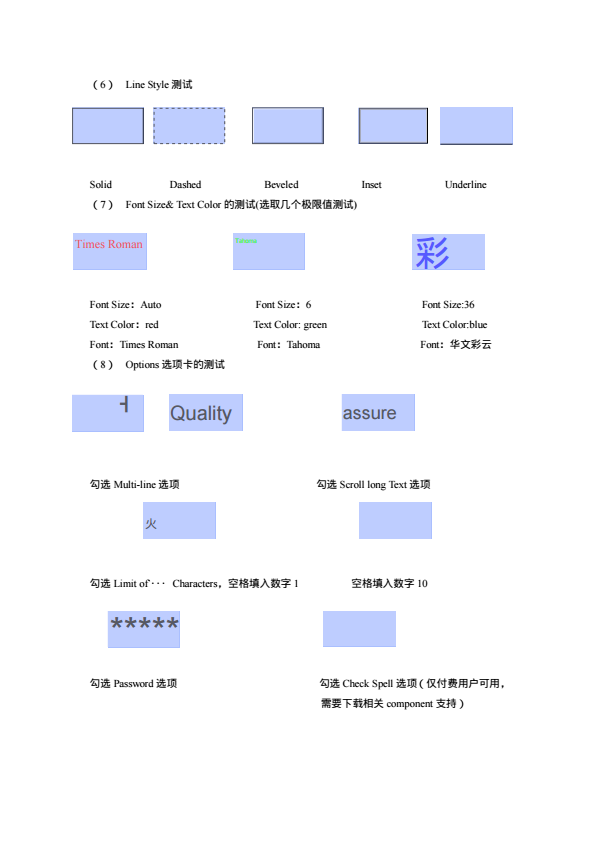 （6） Line Style 测试
Solid Dashed Beveled Inset Underline
（7） Font Size& Text Color 的测试(选取几个极限值测试)
Times Roman 彩
Font Size：Auto Font Size：6 Font Size:36
Text Color：red Text Color: green Text Color:blue
Font：Times Roman Font：Tahoma Font：华文彩云
（8） Options 选项卡的测试
Quality assure
勾选 Multi-line 选项 勾选 Scroll long Text 选项
火
勾选 Limit of ··· Characters，空格填入数字 1 空格填入数字 10
*****
勾选 Password 选项 勾选 Check Spell 选项（仅付费用户可用，
需要下载相关 component 支持）